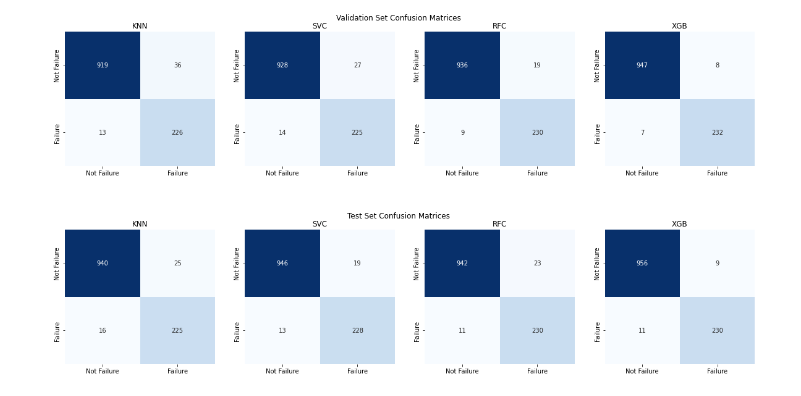 Validation Set Confusion Matrices
KNN SVC RFC XGB
Not Failure 919 36 Not Failure 928 27 Not Failure 936 19 Not Failure 947 8
Failure 13 226 Failure 14 225 Failure 9 230 Failure 7 232
Not Failure Failure Not Failure Failure Not Failure Failure Not Failure Failure
Test Set Confusion Matrices
KNN SVC RFC XGB
Not Failure 940 25 Not Failure 946 19 Not Failure 942 23 Not Failure 956 9
Failure 16 225 Failure 13 228 Failure 11 230 Failure 11 230
Not Failure Failure Not Failure Failure Not Failure Failure Not Failure Failure